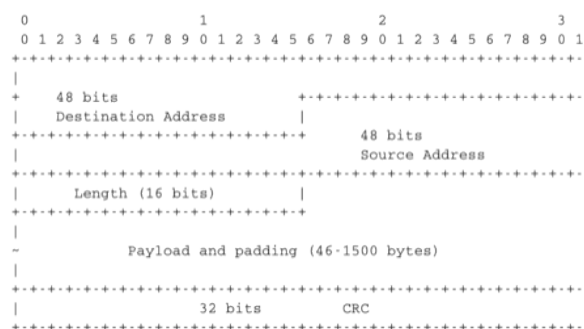 0 1 2 3
0 1 2 3 4 5 6 7 8 9 0 1 2 3 4 5 6 7 8 9 0 1 2 3 4 5 6 7 8 9 0 1
48 bits
Destination Address
48 bits
Source Address
Length (16 bits)
Payload and padding (46-1500 bytes)
32 bits CRC